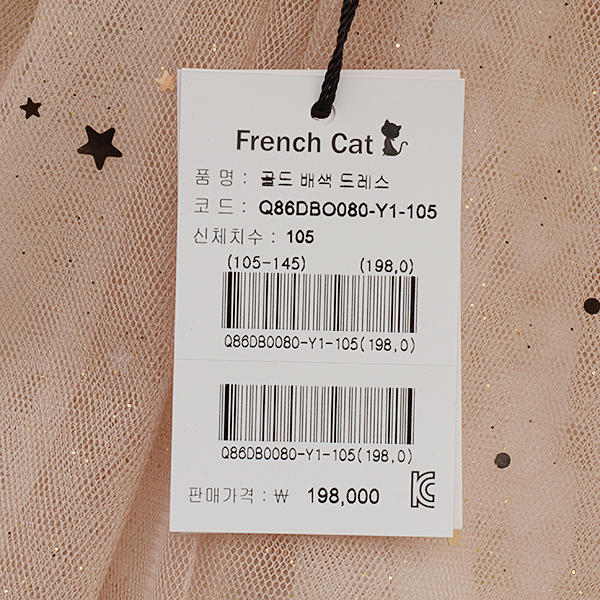 French Cat
품 명 : 골드 배색 드레스
코 드 : Q86DBO080-Y1-105
신체치수 : 105
(105-145) (198,0)
Q86DBO080-Y1-105(198,0)
Q86DBO080-Y1-105(198,0)
판매가격 : ₩ 198,000